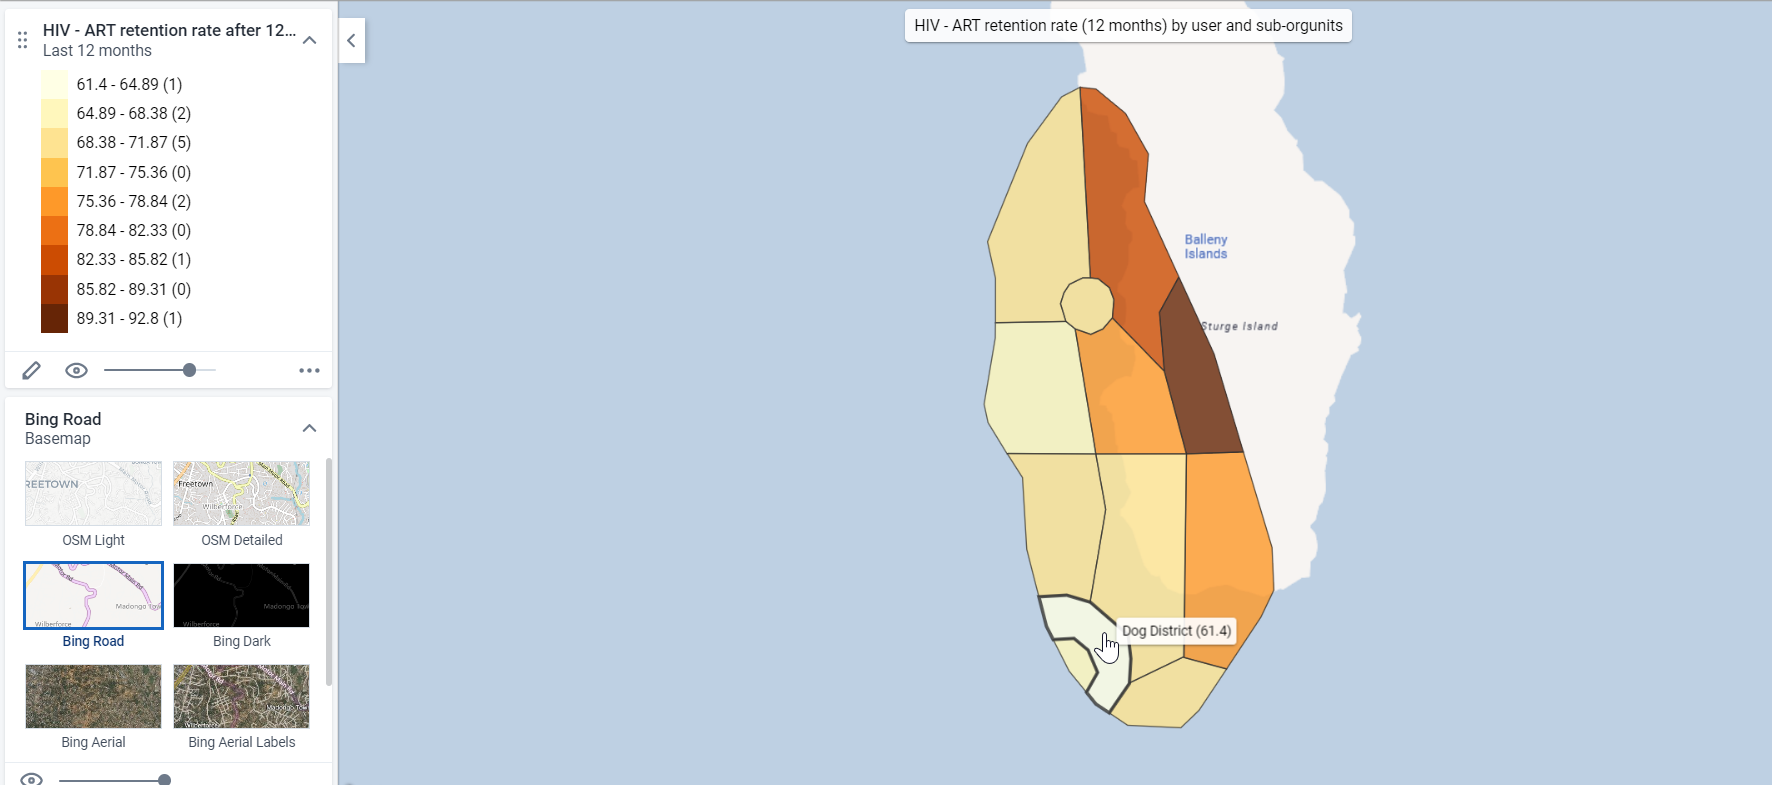 HIV - ART retention rate after 12...
Last 12 months
61.4 - 64.89 (1)
64.89 - 68.38 (2)
68.38 - 71.87 (5)
71.87 - 75.36 (0)
75.36 - 78.84 (2)
78.84 - 82.33 (0)
82.33 - 85.82 (1)
85.82 - 89.31 (0)
89.31 - 92.8 (1)
Bing Road
Basemap
REETOWN
Freetown
Wilberforce
OSM Light
OSM Detailed
Madongo
Wilberforce
Bing Road
Bing Dark
Madongo Tow
Wilberforce
Bing Aerial
Bing Aerial Labels
HIV - ART retention rate (12 months) by user and sub-orgunits
Balleny
Islands
Sturge Island
Dog District (61.4)